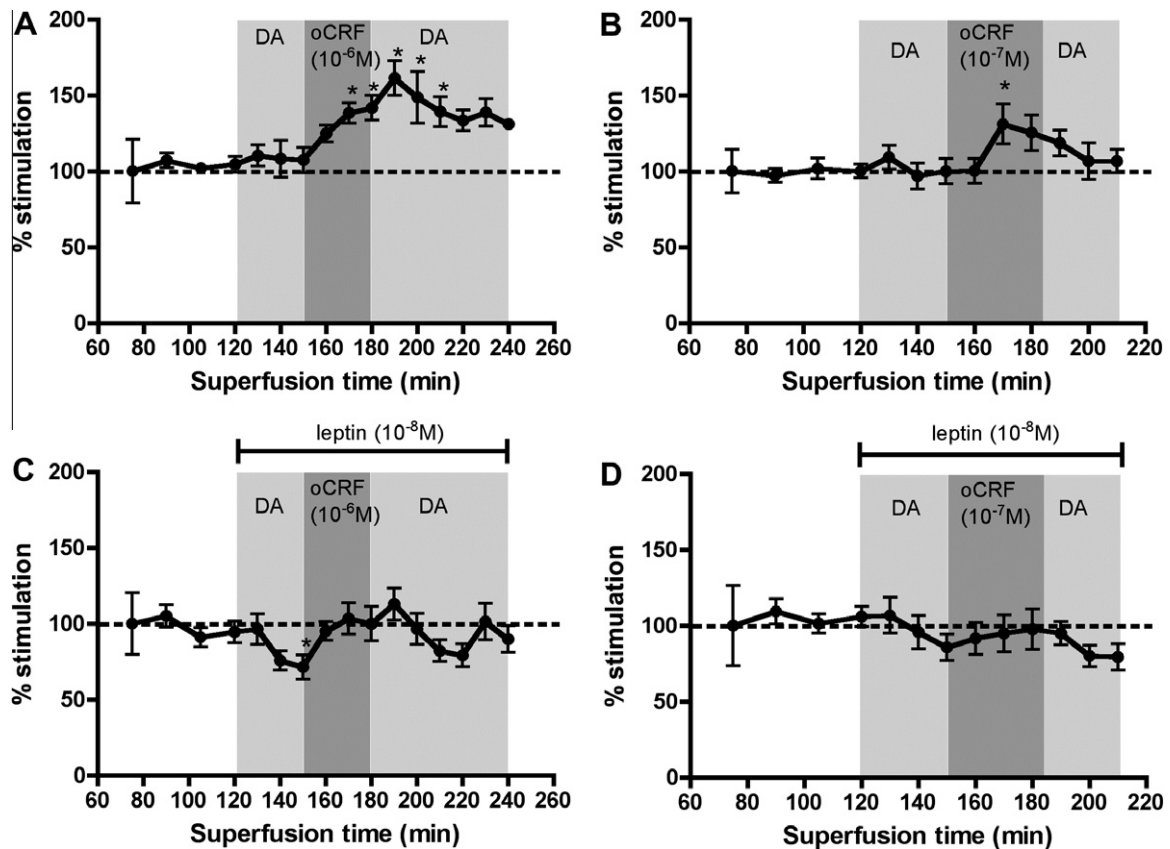 A
DA
oCRF
(10⁻⁶M)
DA
* * * * *
200
150
100
50
0
% stimulation
60 80 100 120 140 160 180 200 220 240 260
Superfusion time (min)
B
DA
oCRF
(10⁻⁷M)
DA
*
200
150
100
50
0
% stimulation
60 80 100 120 140 160 180 200 220
Superfusion time (min)
C
leptin (10⁻⁸M)
DA
oCRF
(10⁻⁶M)
DA
*
200
150
100
50
0
% stimulation
60 80 100 120 140 160 180 200 220 240 260
Superfusion time (min)
D
leptin (10⁻⁸M)
DA
oCRF
(10⁻⁷M)
DA
200
150
100
50
0
% stimulation
60 80 100 120 140 160 180 200 220
Superfusion time (min)